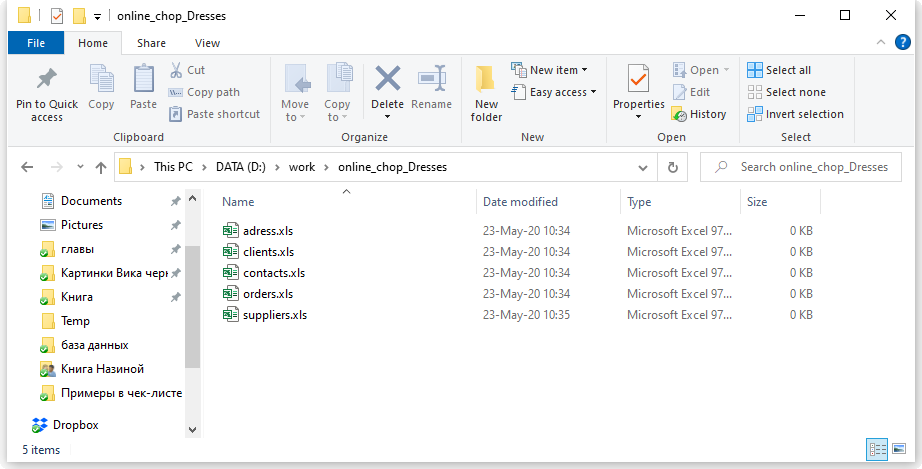 online_chop_Dresses
File Home Share View
Pin to Quick access
Copy
Paste
Cut
Copy path
Paste shortcut
Clipboard
Move to
Copy to
Delete
Rename
Organize
New folder
New item
Easy access
New
Properties
Open
Edit
History
Open
Select all
Select none
Invert selection
Select
This PC > DATA (D:) > work > online_chop_Dresses
Search online_chop_Dresses
Documents
Pictures
главы
Картинки Вика черн
Книга
Temp
база данных
Книга Назиной
Примеры в чек-листе
Dropbox
Name Date modified Type Size
adress.xls 23-May-20 10:34 Microsoft Excel 97... 0 KB
clients.xls 23-May-20 10:34 Microsoft Excel 97... 0 KB
contacts.xls 23-May-20 10:34 Microsoft Excel 97... 0 KB
orders.xls 23-May-20 10:34 Microsoft Excel 97... 0 KB
suppliers.xls 23-May-20 10:35 Microsoft Excel 97... 0 KB
5 items